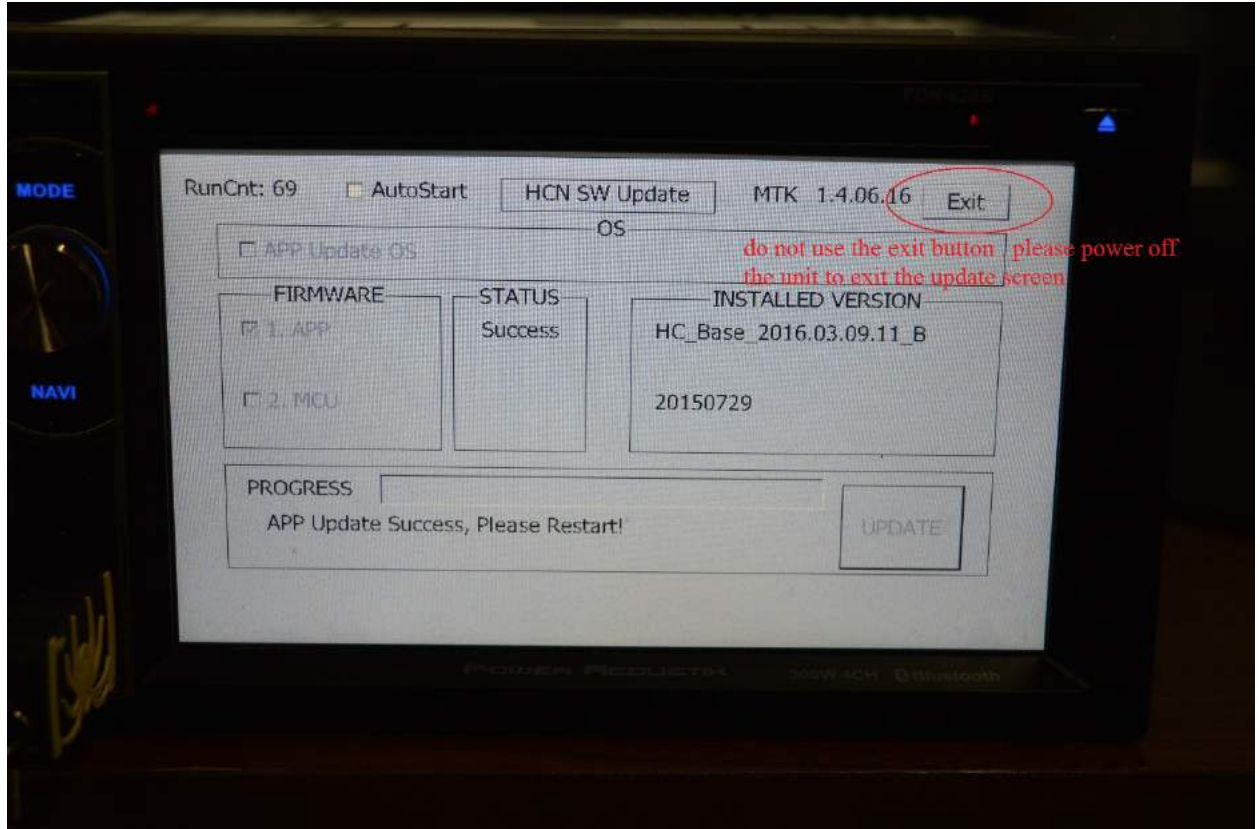 MODE
NAVI
RunCnt: 69 AutoStart HCN SW Update MTK 1.4.06.16 Exit
OS
APP Update OS
do not use the exit button , please power off
the unit to exit the update screen
FIRMWARE STATUS INSTALLED VERSION
1. APP Success HC_Base_2016.03.09.11_B
2. MCU 20150729
PROGRESS
APP Update Success, Please Restart!
UPDATE
POWER ACOUSTIK 300W 4CH Bluetooth